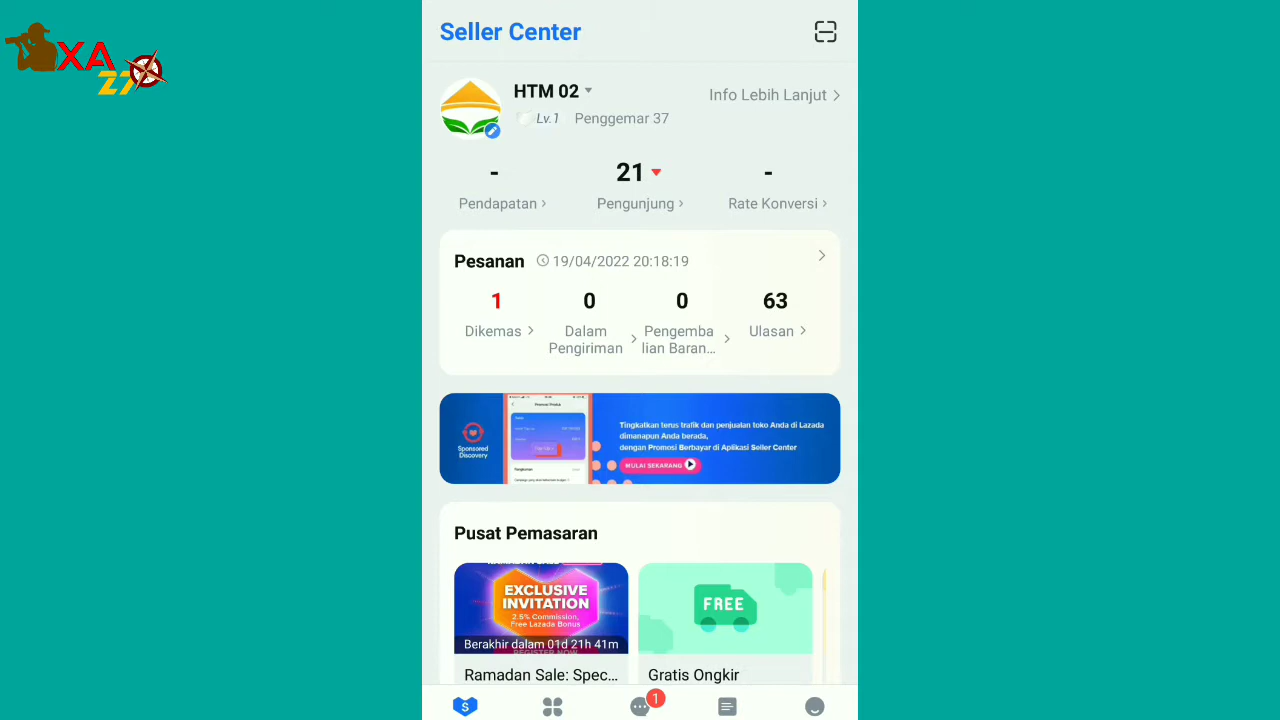 XA
27
Seller Center
HTM 02
Info Lebih Lanjut
Lv.1 Penggemar 37
- 21 -
Pendapatan Pengunjung Rate Konversi
Pesanan 19/04/2022 20:18:19
1 0 0 63
Dikemas
Dalam
Pengiriman
Pengemba
lian Baran...
Ulasan
Sponsored
Discovery
Promosi Produk
Tingkatkan terus trafik dan penjualan toko Anda di Lazada
dimanapun Anda berada,
dengan Promosi Berbayar di Aplikasi Seller Center
MULAI SEKARANG
Pusat Pemasaran
EXCLUSIVE
INVITATION
2.5% Commission,
Free Lazada Bonus
REGISTER NOW
Berakhir dalam 01d 21h 41m
Ramadan Sale: Spec...
FREE
Gratis Ongkir
$
1